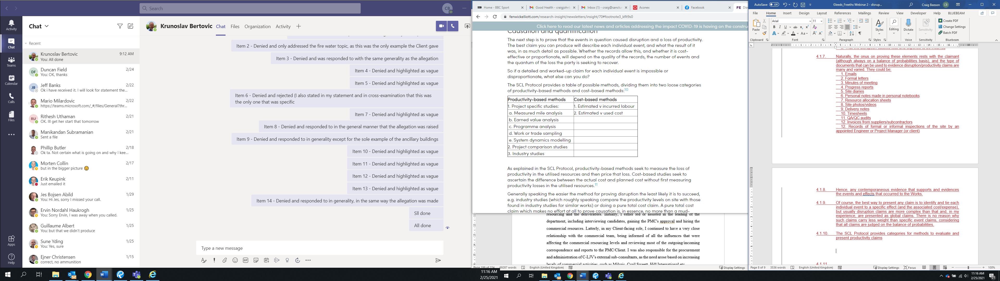 Search
CB
Activity
Chat
Teams
Calendar
Calls
Files
Apps
Help
Chat
Recent
Krunoslav Bertovic 9:12 AM
You: All done
DF
Duncan Field 2/24
You: OK, thanks
JB
Jeff Banks 2/22
Ok i have received it. I will look for statement the...
Mario Milardovic 2/22
https://teams.microsoft.com/_#/files/General?thr...
RU
Rithesh Uthaman 2/21
OK. Ill get her start that tomorrow
Manikandan Subramanian 2/21
Sent a file
Phillip Butler 2/18
Ok ta. Not certain what is going on and why I kee...
Morten Collin 2/17
but in the bigger picture 😉
Erik Keupink 2/11
Just emailed it
Jes Bojsen Abild 1/29
You: Hi Jes, sorry I missed your call.
Ervin Nordahl Haukrogh 1/25
You: Sorry Ervin, I was away when you called.
Guillaume Albert 1/25
You: but that we didn't produce
Sune Yding 1/25
You: Yes, sure
Ejner Christensen 1/15
correct, no ammunition
Krunoslav Bertovic Chat Files Organization Activity
Item 2 - Denied and only addressed the fire water topic, as this was the only example the Client gave
Item 3 - Denied and was responded to with the same generality as the allegation
Item 4 - Denied and highlighted as vague
Item 5 - Denied and highlighted as vague
Item 6 - Denied and rejected (I also stated in my statement and in cross-examination that this was
the only one that was specific
Item 7 - Denied and highlighted as vague
Item 8 - Denied and responded to in the general manner that the allegation was raised
Item 9 - Denied and responded to in generality except for the sole example of the ancillary buildings
Item 10 - Denied and highlighted as vague
Item 11 - Denied and highlighted as vague
Item 12 - Denied and highlighted as vague
Item 13 - Denied and highlighted as vague
Item 14 - Denied and responded to in generality, in the same way the allegation was made
Sll done
All done
Type a new message
GIF
Home - BBC Sport
Good Health - craigjohnb
Inbox (1) - craig@sanctu
Aconex
Facebook
FE Dis
fenwickelliott.com/research-insight/newsletters/insight/70#footnote3_kflt9s0
Click here to read our latest news and articles addressing the impact COVID-19 is having on the constru
Causation and quantification
The next step is to prove that the events in question caused disruption and a loss of productivity.
The best claim you can produce will describe each individual event, and what the result of it
was, in as much detail as possible. Whether the records allow this, and whether it is cost-
effective or proportionate, will depend on the quality of the records, the number of events and
the quantum of the loss the party is seeking to recover.
So if a detailed and worked-up claim for each individual event is impossible or
disproportionate, what else can you do?
The SCL Protocol provides a table of possible methods, dividing them into two loose categories
of productivity-based methods and cost-based methods:10
Productivity-based methods Cost-based methods
1. Project specific studies: 1. Estimated v incurred labour
a. Measured mile analysis 2. Estimated v used cost
b. Earned value analysis
c. Programme analysis
d. Work or trade sampling
e. System dynamics modelling
2. Project comparison studies
3. Industry studies
As explained in the SCL Protocol, productivity-based methods seek to measure the loss of
productivity in the utilised resources and then price that loss. Cost-based studies seek to
ascertain the difference between the actual cost and planned cost without first measuring
productivity losses in the utilised resources.11
Generally speaking the easier the method for proving disruption the least likely it is to succeed,
e.g. industry studies (which roughly speaking compare the productivity levels on site with those
found in industry studies for similar works) or doing a pure total cost claim. A pure total cost
claim which makes no effort at all to prove causation is, in essence, no more than a mud-
resourcing and the deliverables. Initially, I either led or assisted in the leading of the
department, including interviewing candidates, gaining the PMC's approval and hiring the
commercial resources. Latterly, in my Client-facing role, I continued to have a very close
relationship with the commercial team, being informed of all the influences that were
affecting the commercial resourcing levels and reviewing most of the outgoing/incoming
correspondence and reports to the PMC/Client. I was also responsible for the procurement
and administration of C-LJV's external sub-consultants, as the need arose based on increasing
levels of commercial activities, such as Milcris, Cyril Sweett, Hill International etc.
Page 199 of 224 69287 words English (United Kingdom) Display Settings
11:16 AM
2/25/2021
AutoSave Off
Gleeds_Freeths Webinar 2 - disrup...
Craig Beeson CB
File Home Insert Design Layout References Mailings Review View Developer Help BLUEBEAM
Paste
Clipboard
Arial 11
Font
Paragraph
Styles
Styles
Editing
Dictate
Voice
Sensitivity
Sensitivity
Create PDF
Change Settings
Batch PDF
Bluebeam
4.1.7. Naturally, the onus on proving these elements rests with the claimant
(although always on a balance of probabilities basis), and the type of
documents that can be used to evidence disruption/productivity claims are
many and varied. They could be:
1. Emails
2. Formal letters
3. Minutes of meeting
4. Progress reports
5. Site diaries
6. Personal notes made in personal notebooks
7. Resource allocation sheets
8. Site photos/videos
9. Delivery notes
10. Timesheets
11. QA/QC audits
12. Invoices from suppliers/subcontractors
12. Records of formal or informal inspections of the site by an
appointed Engineer or Project Manager (or client)
4.1.8. Hence, any contemporaneous evidence that supports and evidences
the events and effects that occurred to the Works.
4.1.9. Of course, the best way to present any claim is to identify and tie each
individual event to a specific effect (and the associated cost/expense),
but usually disruption claims are more complex than that and, in my
experience, are presented as global claims. There is no reason why
such claims carry less weight than specific event claims, considering
that all claims are judged on the balance of probabilities.
4.1.10. The SCL Protocol provides categories for methods to evaluate and
present productivity claims
4.1.11.
Page 8 of 9 3536 words English (United Kingdom) Display Settings Focus 100%
11:16 AM
2/25/2021